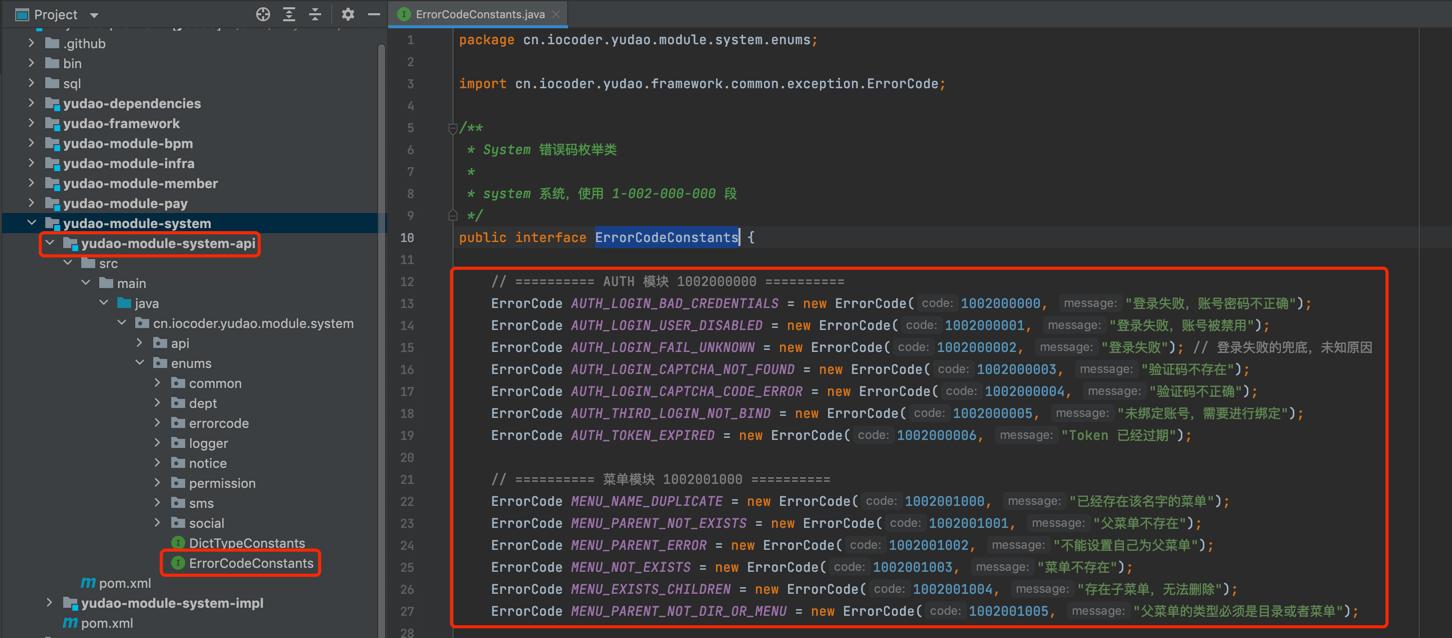 Project
.github
bin
sql
yudao-dependencies
yudao-framework
yudao-module-bpm
yudao-module-infra
yudao-module-member
yudao-module-pay
yudao-module-system
yudao-module-system-api
src
main
java
cn.iocoder.yudao.module.system
api
enums
common
dept
errorcode
logger
notice
permission
sms
social
DictTypeConstants
ErrorCodeConstants
pom.xml
yudao-module-system-impl
pom.xml
ErrorCodeConstants.java
1 package cn.iocoder.yudao.module.system.enums;
2
3 import cn.iocoder.yudao.framework.common.exception.ErrorCode;
4
5 /**
6 * System 错误码枚举类
7 *
8 * system 系统，使用 1-002-000-000 段
9 */
10 public interface ErrorCodeConstants {
11
12 // ========== AUTH 模块 1002000000 ==========
13 ErrorCode AUTH_LOGIN_BAD_CREDENTIALS = new ErrorCode( code: 1002000000, message: "登录失败，账号密码不正确");
14 ErrorCode AUTH_LOGIN_USER_DISABLED = new ErrorCode( code: 1002000001, message: "登录失败，账号被禁用");
15 ErrorCode AUTH_LOGIN_FAIL_UNKNOWN = new ErrorCode( code: 1002000002, message: "登录失败"); // 登录失败的兜底，未知原因
16 ErrorCode AUTH_LOGIN_CAPTCHA_NOT_FOUND = new ErrorCode( code: 1002000003, message: "验证码不存在");
17 ErrorCode AUTH_LOGIN_CAPTCHA_CODE_ERROR = new ErrorCode( code: 1002000004, message: "验证码不正确");
18 ErrorCode AUTH_THIRD_LOGIN_NOT_BIND = new ErrorCode( code: 1002000005, message: "未绑定账号，需要进行绑定");
19 ErrorCode AUTH_TOKEN_EXPIRED = new ErrorCode( code: 1002000006, message: "Token 已经过期");
20
21 // ========== 菜单模块 1002001000 ==========
22 ErrorCode MENU_NAME_DUPLICATE = new ErrorCode( code: 1002001000, message: "已经存在该名字的菜单");
23 ErrorCode MENU_PARENT_NOT_EXISTS = new ErrorCode( code: 1002001001, message: "父菜单不存在");
24 ErrorCode MENU_PARENT_ERROR = new ErrorCode( code: 1002001002, message: "不能设置自己为父菜单");
25 ErrorCode MENU_NOT_EXISTS = new ErrorCode( code: 1002001003, message: "菜单不存在");
26 ErrorCode MENU_EXISTS_CHILDREN = new ErrorCode( code: 1002001004, message: "存在子菜单，无法删除");
27 ErrorCode MENU_PARENT_NOT_DIR_OR_MENU = new ErrorCode( code: 1002001005, message: "父菜单的类型必须是目录或者菜单");
28